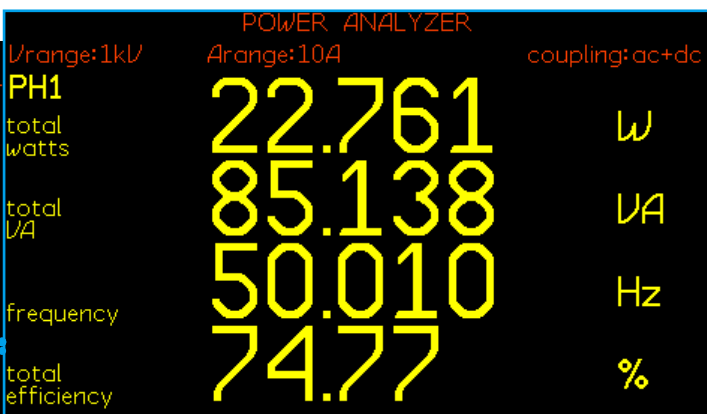 POWER ANALYZER
Vrange:1kV Arange:10A coupling:ac+dc
PH1
total watts 22.761 W
total VA 85.138 VA
frequency 50.010 Hz
total efficiency 74.77 %